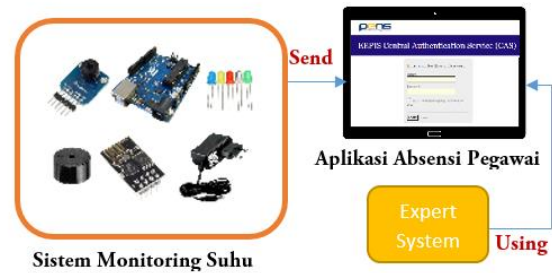 pens
KEPIS Central Authentication Service (CAS)
Send
Aplikasi Absensi Pegawai
Expert
System
Using
Sistem Monitoring Suhu